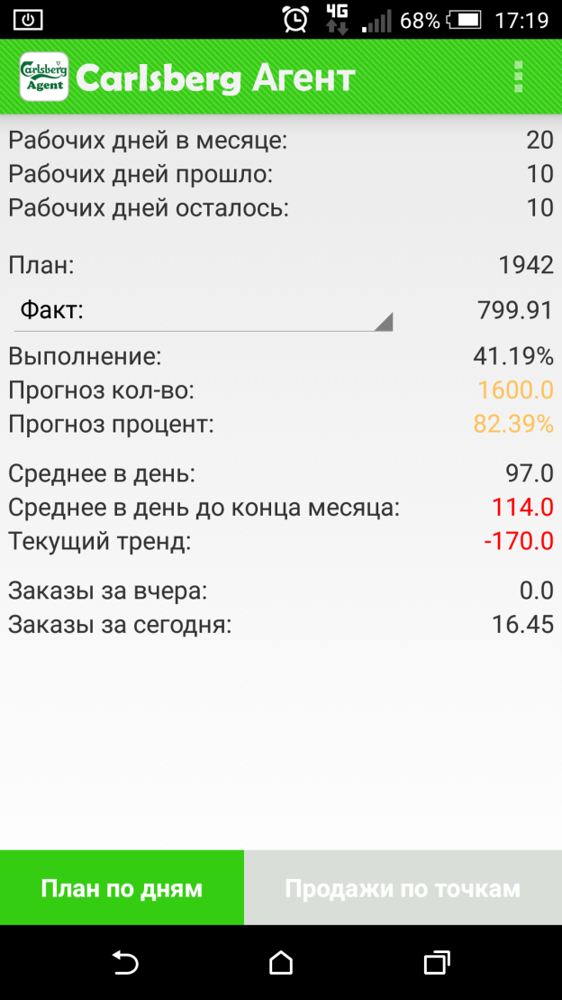 4G 68% 17:19
Carlsberg Agent Carlsberg Агент
Рабочих дней в месяце: 20
Рабочих дней прошло: 10
Рабочих дней осталось: 10
План: 1942
Факт: 799.91
Выполнение: 41.19%
Прогноз кол-во: 1600.0
Прогноз процент: 82.39%
Среднее в день: 97.0
Среднее в день до конца месяца: 114.0
Текущий тренд: -170.0
Заказы за вчера: 0.0
Заказы за сегодня: 16.45
План по дням Продажи по точкам